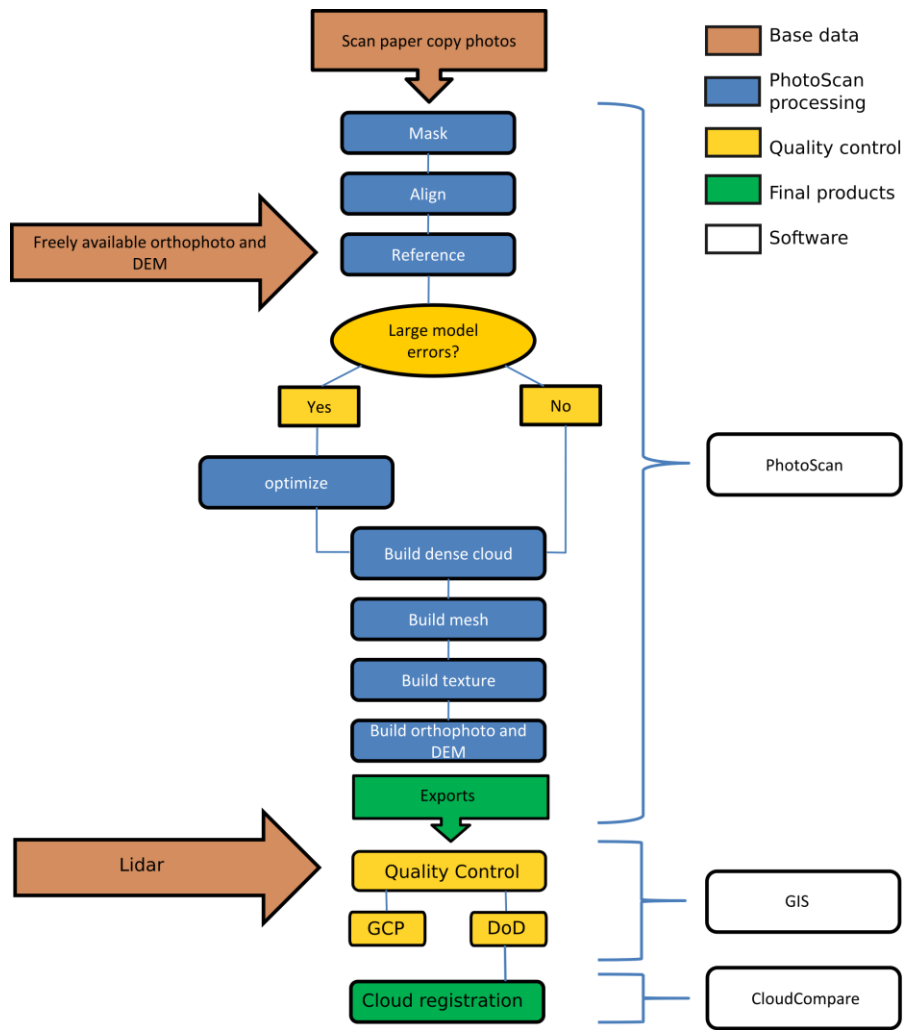 Scan paper copy photos
Base data
PhotoScan
processing
Quality control
Final products
Software
Mask
Align
Freely available orthophoto and
DEM
Reference
Large model
errors?
Yes
No
optimize
PhotoScan
Build dense cloud
Build mesh
Build texture
Build orthophoto and
DEM
Exports
Lidar
Quality Control
GCP
DoD
GIS
Cloud registration
CloudCompare